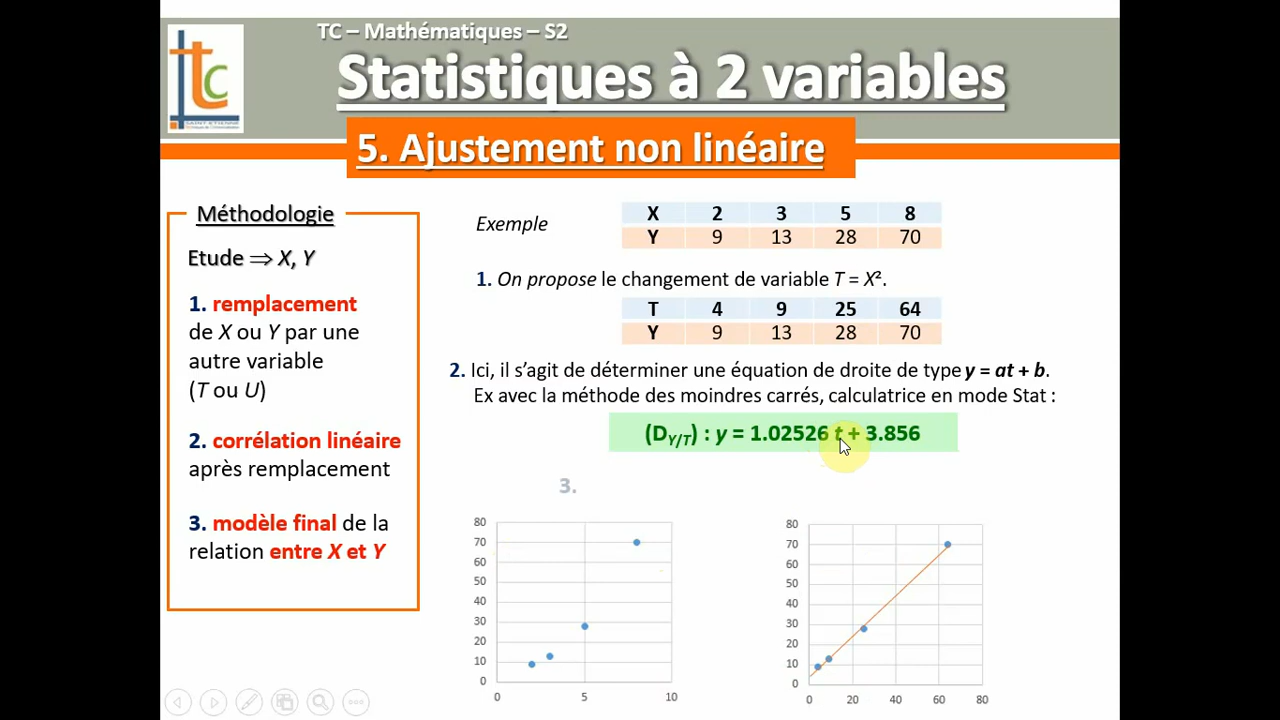 TC – Mathématiques – S2
tc
Statistiques à 2 variables
5. Ajustement non linéaire
Méthodologie
Etude ⇒ X, Y
1. remplacement
de X ou Y par une
autre variable
(T ou U)
2. corrélation linéaire
après remplacement
3. modèle final de la
relation entre X et Y
Exemple
X 2 3 5 8
Y 9 13 28 70
1. On propose le changement de variable T = X².
T 4 9 25 64
Y 9 13 28 70
2. Ici, il s’agit de déterminer une équation de droite de type y = at + b.
Ex avec la méthode des moindres carrés, calculatrice en mode Stat :
(D_Y/T) : y = 1.02526 t + 3.856
3.
80
70
60
50
40
30
20
10
0
0 5 10
80
70
60
50
40
30
20
10
0
0 20 40 60 80